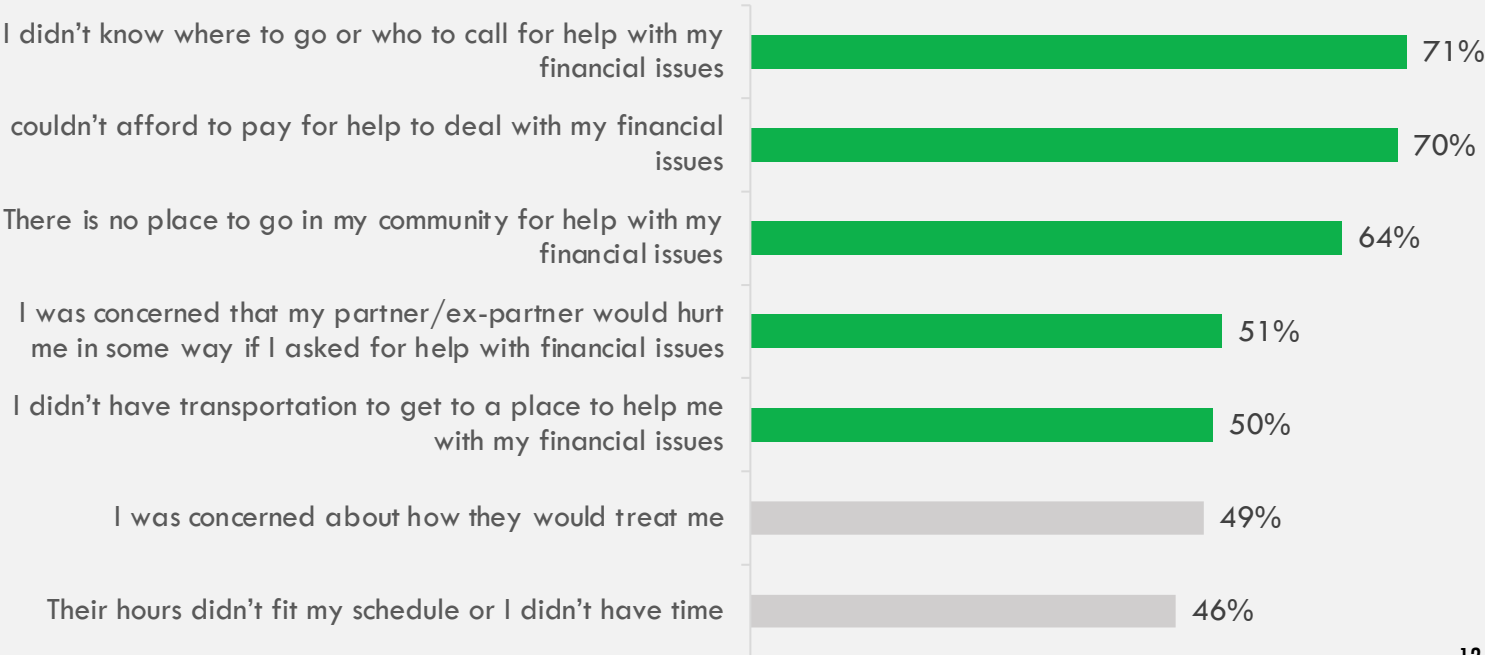 I didn't know where to go or who to call for help with my
financial issues
71%
couldn't afford to pay for help to deal with my financial
issues
70%
There is no place to go in my community for help with my
financial issues
64%
I was concerned that my partner/ex-partner would hurt
me in some way if I asked for help with financial issues
51%
I didn't have transportation to get to a place to help me
with my financial issues
50%
I was concerned about how they would treat me
49%
Their hours didn't fit my schedule or I didn't have time
46%